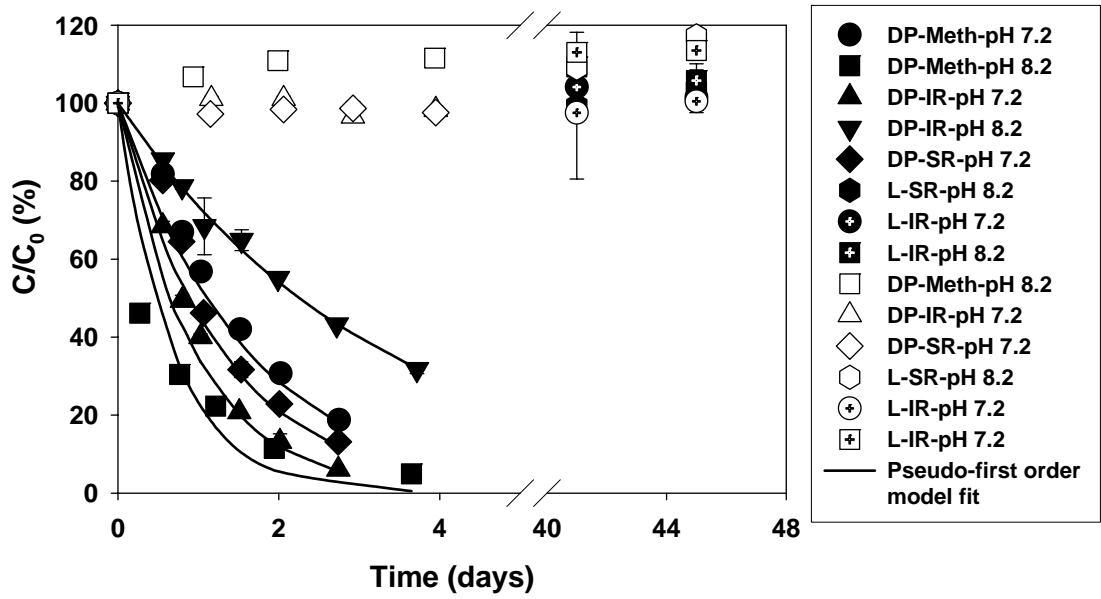 120
100
80
60
40
20
0
C/C0 (%)
0 2 4 40 44 48
Time (days)
DP-Meth-pH 7.2
DP-Meth-pH 8.2
DP-IR-pH 7.2
DP-IR-pH 8.2
DP-SR-pH 7.2
L-SR-pH 8.2
L-IR-pH 7.2
L-IR-pH 8.2
DP-Meth-pH 8.2
DP-IR-pH 7.2
DP-SR-pH 7.2
L-SR-pH 8.2
L-IR-pH 7.2
L-IR-pH 7.2
Pseudo-first order
model fit